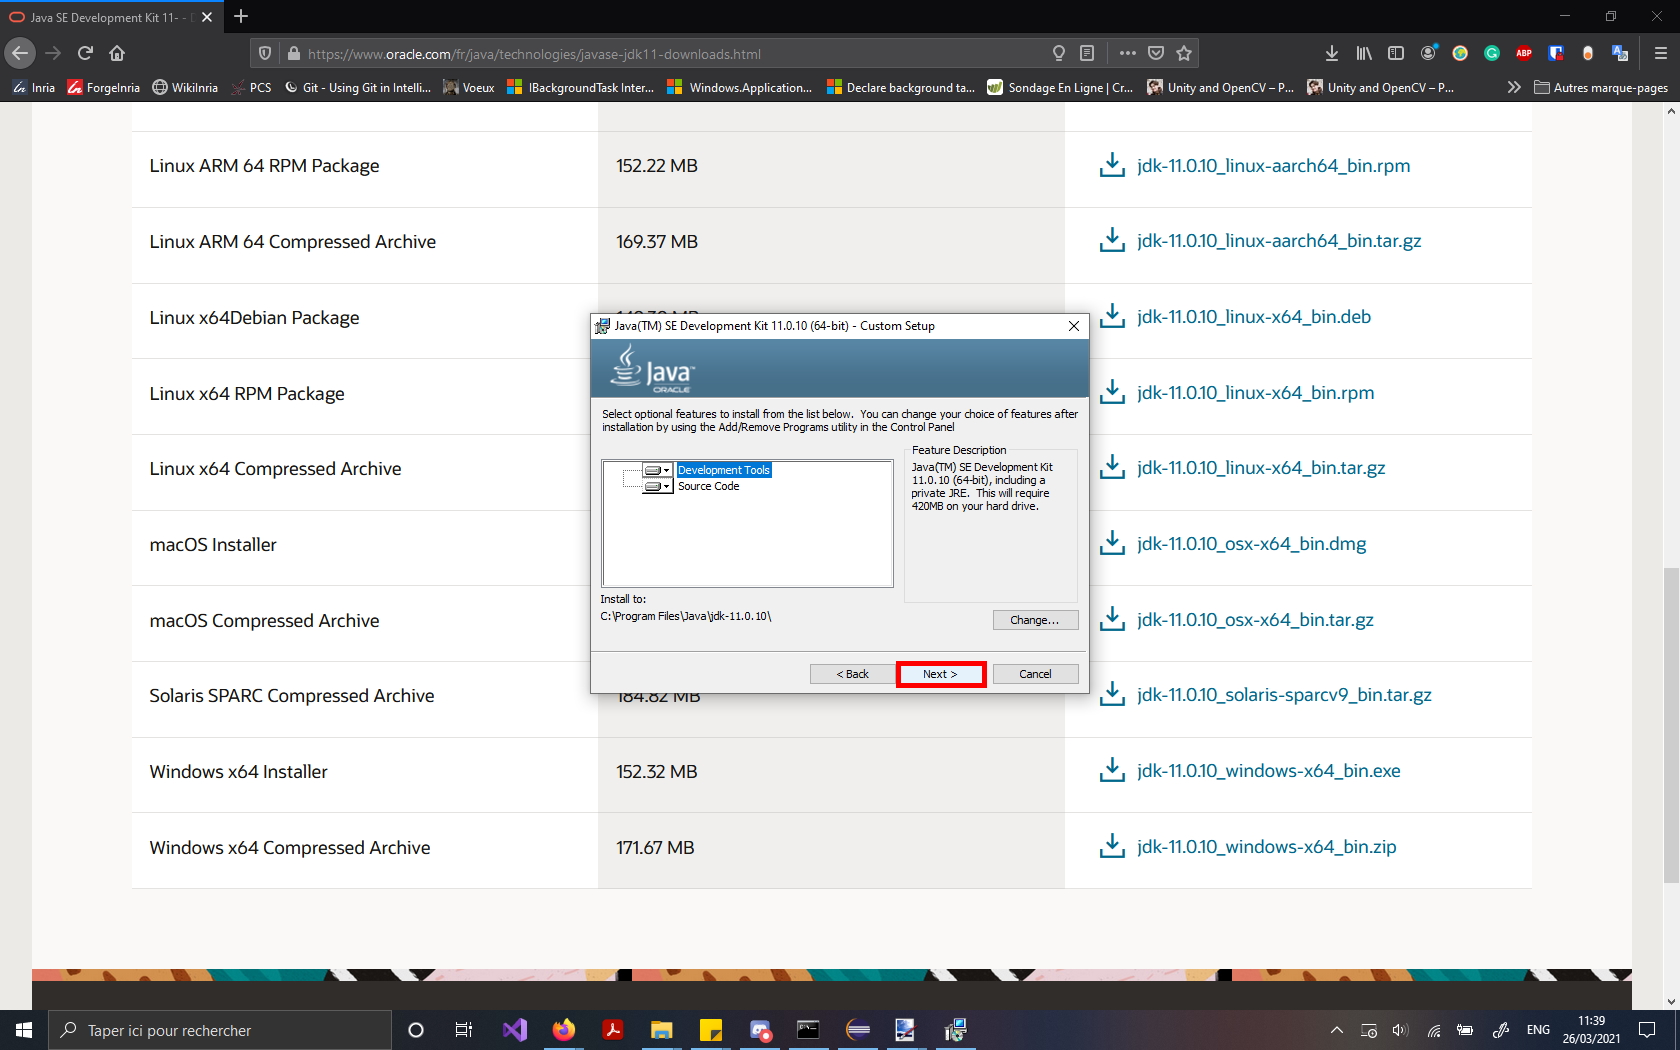 Java SE Development Kit 11- - D
https://www.oracle.com/fr/java/technologies/javase-jdk11-downloads.html
ABP
Inria
ForgeInria
WikiInria
PCS
Git - Using Git in Intelli...
Voeux
IBackgroundTask Inter...
Windows.Application...
Declare background ta...
Sondage En Ligne | Cr...
Unity and OpenCV – P...
Unity and OpenCV – P...
Autres marque-pages
Linux ARM 64 RPM Package
152.22 MB
jdk-11.0.10_linux-aarch64_bin.rpm
Linux ARM 64 Compressed Archive
169.37 MB
jdk-11.0.10_linux-aarch64_bin.tar.gz
Linux x64Debian Package
jdk-11.0.10_linux-x64_bin.deb
Linux x64 RPM Package
jdk-11.0.10_linux-x64_bin.rpm
Linux x64 Compressed Archive
jdk-11.0.10_linux-x64_bin.tar.gz
macOS Installer
jdk-11.0.10_osx-x64_bin.dmg
macOS Compressed Archive
jdk-11.0.10_osx-x64_bin.tar.gz
Solaris SPARC Compressed Archive
184.82 MB
jdk-11.0.10_solaris-sparcv9_bin.tar.gz
Windows x64 Installer
152.32 MB
jdk-11.0.10_windows-x64_bin.exe
Windows x64 Compressed Archive
171.67 MB
jdk-11.0.10_windows-x64_bin.zip
Java(TM) SE Development Kit 11.0.10 (64-bit) - Custom Setup
Java™
ORACLE
Select optional features to install from the list below. You can change your choice of features after
installation by using the Add/Remove Programs utility in the Control Panel
Development Tools
Source Code
Feature Description
Java(TM) SE Development Kit
11.0.10 (64-bit), including a
private JRE. This will require
420MB on your hard drive.
Install to:
C:\Program Files\Java\jdk-11.0.10\
Change...
< Back
Next >
Cancel
Taper ici pour rechercher
ENG
11:39
26/03/2021